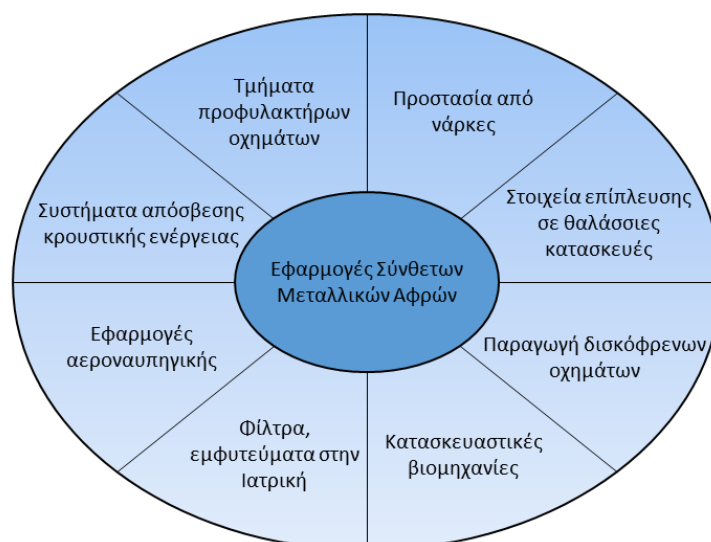 Τμήματα
προφυλακτήρων
οχημάτων
Προστασία από
νάρκες
Συστήματα απόσβεσης
κρουστικής ενέργειας
Στοιχεία επίπλευσης
σε θαλάσσιες
κατασκευές
Εφαρμογές Σύνθετων
Μεταλλικών Αφρών
Εφαρμογές
αεροναυπηγικής
Παραγωγή δισκόφρενων
οχημάτων
Φίλτρα,
εμφυτεύματα στην
Ιατρική
Κατασκευαστικές
βιομηχανίες